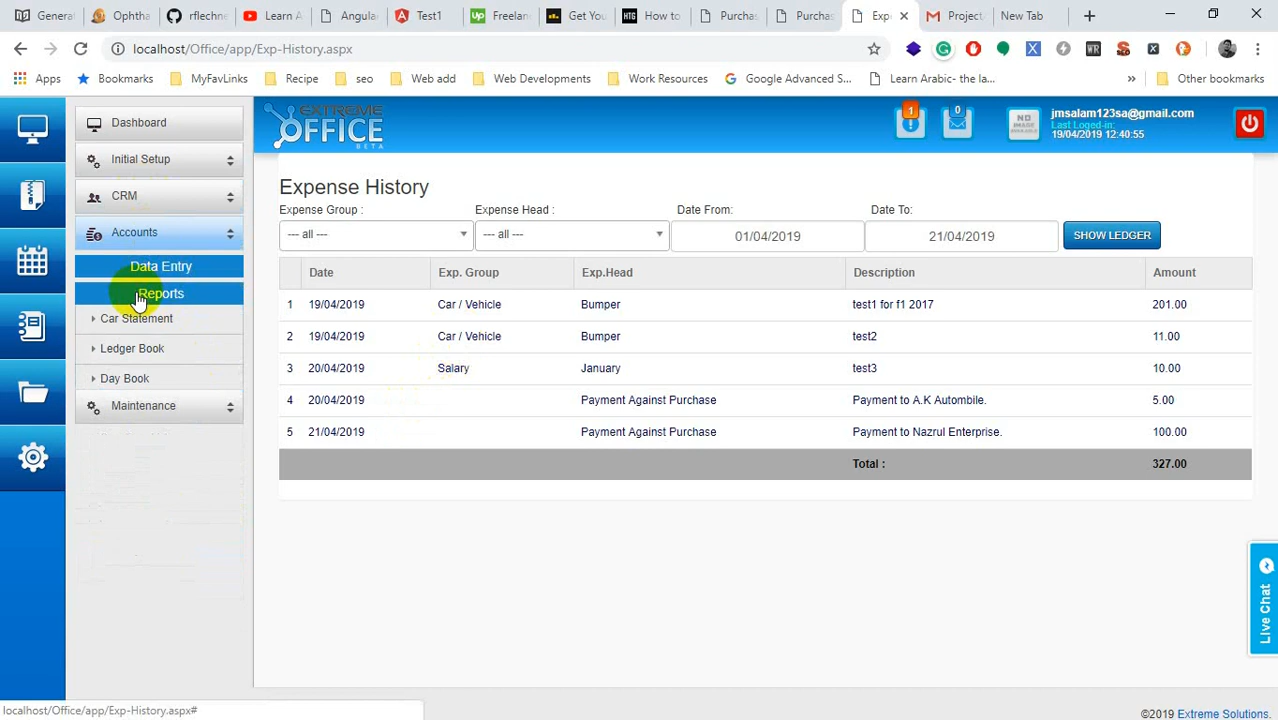 Genera
Ophtha
rflechne
Learn A
Angula
Test1
Freelan
Get You
How to
Purchas
Purchas
Exp
Project
New Tab
localhost/Office/app/Exp-History.aspx
Apps
Bookmarks
MyFavLinks
Recipe
seo
Web add
Web Developments
Work Resources
Google Advanced S...
Learn Arabic- the la...
»
Other bookmarks
Dashboard
Initial Setup
CRM
Accounts
Data Entry
Reports
Car Statement
Ledger Book
Day Book
Maintenance
EXTREME
OFFICE
BETA
1
0
NO
IMAGE
jmsalam123sa@gmail.com
Last Loged-in:
19/04/2019 12:40:55
Expense History
Expense Group :
Expense Head :
Date From:
Date To:
--- all ---
--- all ---
01/04/2019
21/04/2019
SHOW LEDGER
Date Exp. Group Exp.Head Description Amount
1 19/04/2019 Car / Vehicle Bumper test1 for f1 2017 201.00
2 19/04/2019 Car / Vehicle Bumper test2 11.00
3 20/04/2019 Salary January test3 10.00
4 20/04/2019 Payment Against Purchase Payment to A.K Autombile. 5.00
5 21/04/2019 Payment Against Purchase Payment to Nazrul Enterprise. 100.00
Total : 327.00
Live Chat
localhost/Office/app/Exp-History.aspx#
©2019 Extreme Solutions.